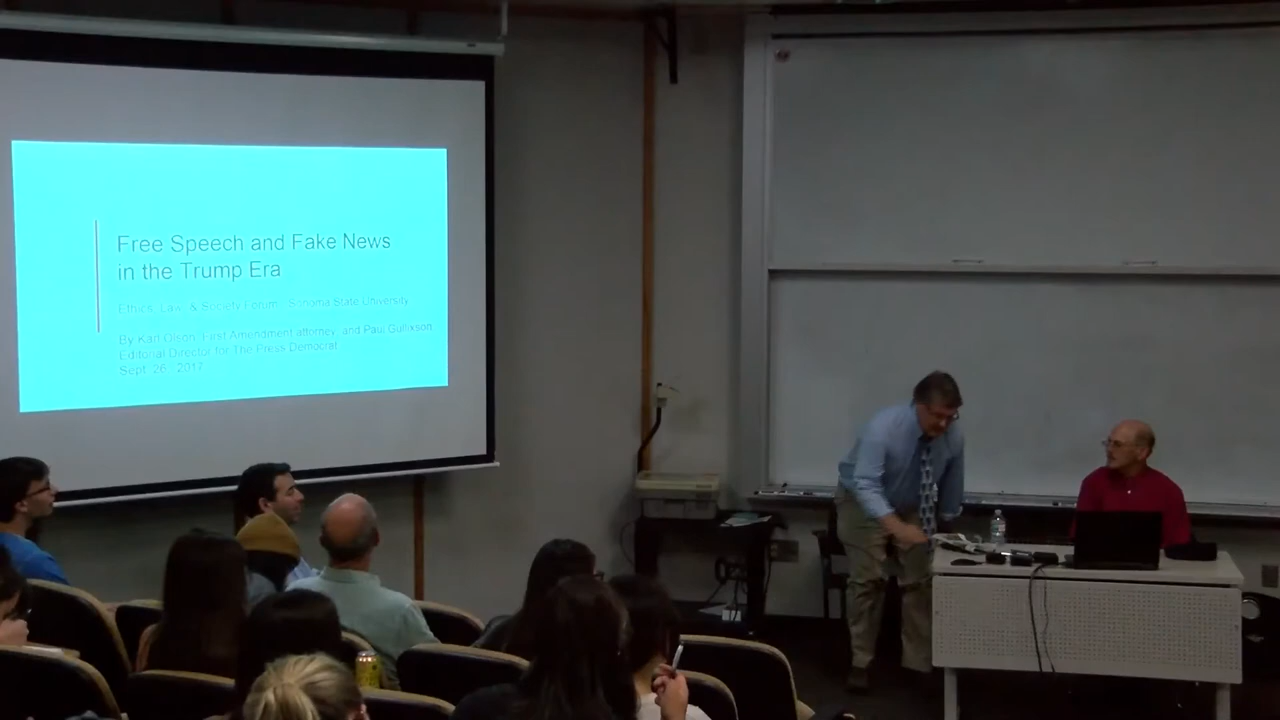 Free Speech and Fake News
in the Trump Era
Ethics, Law, & Society Forum - Sonoma State University
By Karl Olson, First Amendment attorney, and Paul Gullixson,
Editorial Director for The Press Democrat
Sept. 26, 2017